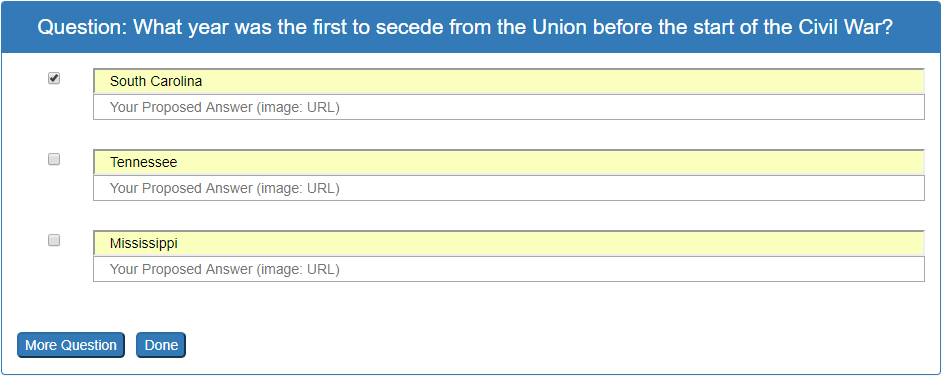 Question: What year was the first to secede from the Union before the start of the Civil War?
South Carolina
Your Proposed Answer (image: URL)
Tennessee
Your Proposed Answer (image: URL)
Mississippi
Your Proposed Answer (image: URL)
More Question Done